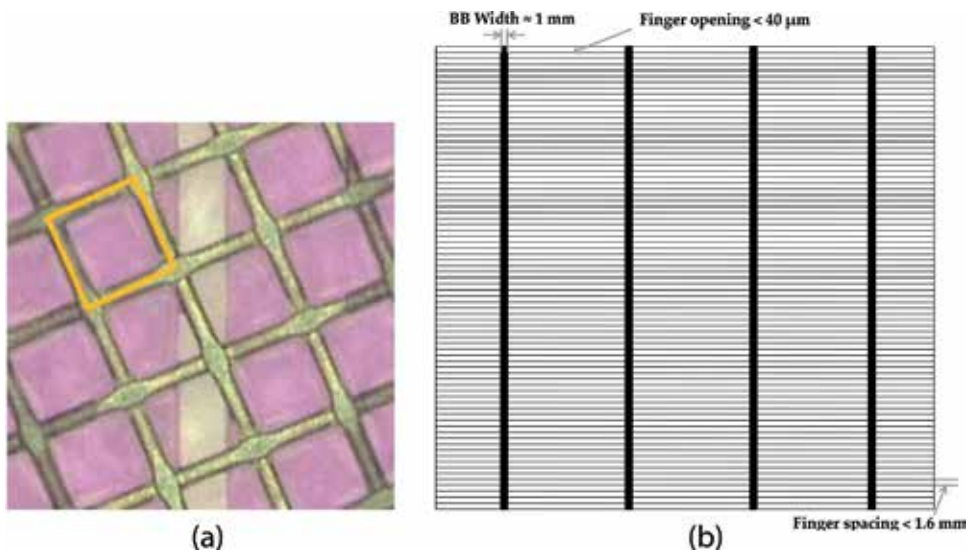 BB Width ≈ 1 mm
Finger opening < 40 μm
Finger spacing < 1.6 mm
(a)
(b)